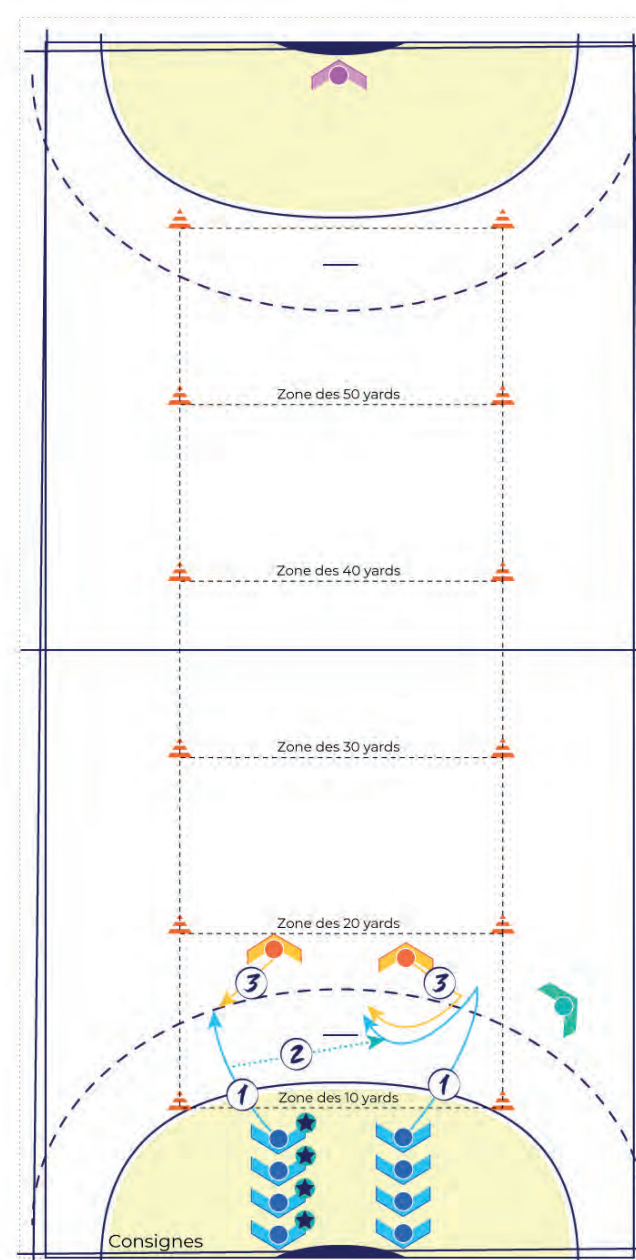 Zone des 50 yards
Zone des 40 yards
Zone des 30 yards
Zone des 20 yards
3
3
2
1
1
Zone des 10 yards
Consignes